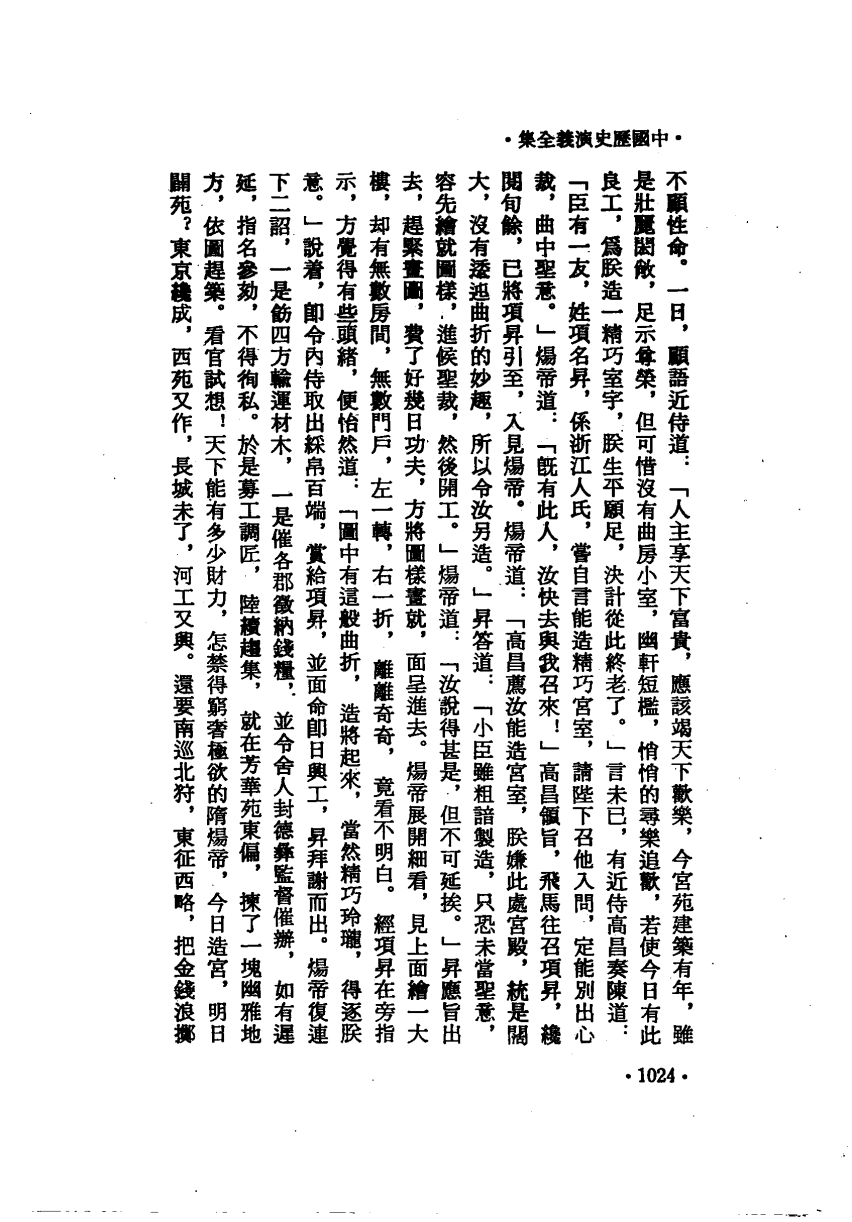 ·中國歷史演義全集·
不顧性命。一日，顧語近侍道：「人主享天下富貴，應該竭天下歡樂，今宮苑建築有年，雖
是壯麗閎敞，足示尊榮，但可惜沒有曲房小室，幽軒短檻，悄悄的尋樂追歡，若使今日有此
良工，爲朕造一精巧室宇，朕生平願足，決計從此終老了。」言未已，有近侍高昌奏陳道：
「臣有一友，姓項名昇，係浙江人氏，嘗自言能造精巧宮室，請陛下召他入問，定能別出心
裁，曲中聖意。」煬帝道：「既有此人，汝快去與我召來！」高昌領旨，飛馬往召項昇，纔
閱旬餘，已將項昇引至，入見煬帝。煬帝道：「高昌薦汝能造宮室，朕嫌此處宮殿，統是闊
大，沒有逶迤曲折的妙趣，所以令汝另造。」昇答道：「小臣雖粗諳製造，只恐未當聖意，
容先繪就圖樣，進候聖裁，然後開工。」煬帝道：「汝說得甚是，但不可延挨。」昇應旨出
去，趕緊畫圖，費了好幾日功夫，方將圖樣畫就，面呈進去。煬帝展開細看，見上面繪一大
樓，却有無數房間，無數門戶，左一轉，右一折，離離奇奇，竟看不明白。經項昇在旁指
示，方覺得有些頭緒，便怡然道：「圖中有這般曲折，造將起來，當然精巧玲瓏，得逐朕
意。」說着，卽令內侍取出綵帛百端，賞給項昇，並面命卽日興工，昇拜謝而出。煬帝復連
下二詔，一是飭四方輸運材木，一是催各郡徵納錢糧，並令舍人封德彝監督催辦，如有遲
延，指名參劾，不得徇私。於是募工調匠，陸續趨集，就在芳華苑東偏，揀了一塊幽雅地
方，依圖趕築。看官試想！天下能有多少財力，怎禁得窮奢極欲的隋煬帝，今日造宮，明日
闢苑？東京纔成，西苑又作，長城未了，河工又興。還要南巡北狩，東征西略，把金錢浪擲
·1024·